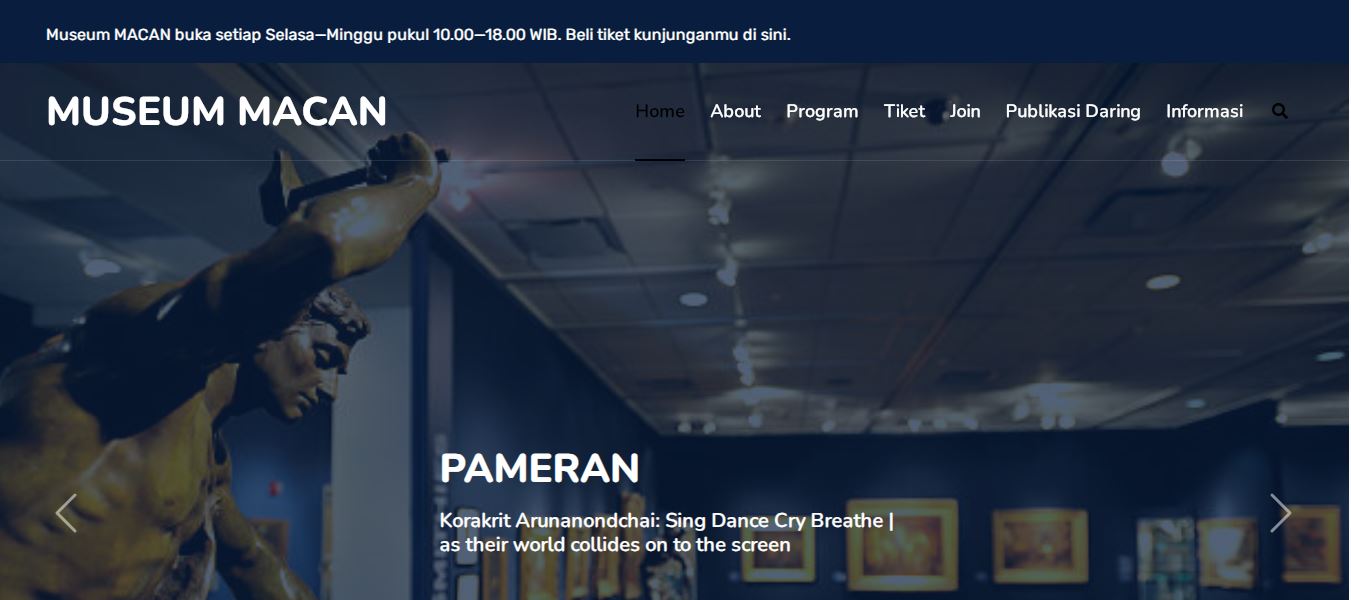 Museum MACAN buka setiap Selasa—Minggu pukul 10.00—18.00 WIB. Beli tiket kunjunganmu di sini.
MUSEUM MACAN
Home About Program Tiket Join Publikasi Daring Informasi
PAMERAN
Korakrit Arunanondchai: Sing Dance Cry Breathe |
as their world collides on to the screen